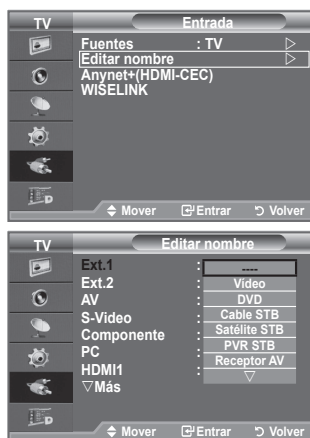 TV Entrada
Fuentes : TV ▷
Editar nombre ▷
Anynet+(HDMI-CEC)
WISELINK
Mover Entrar Volver
TV Editar nombre
Ext.1 : ----
Ext.2 : Vídeo
AV : DVD
S-Video : Cable STB
Componente : Satélite STB
PC : PVR STB
HDMI1 : Receptor AV
▽Más ▽
Mover Entrar Volver